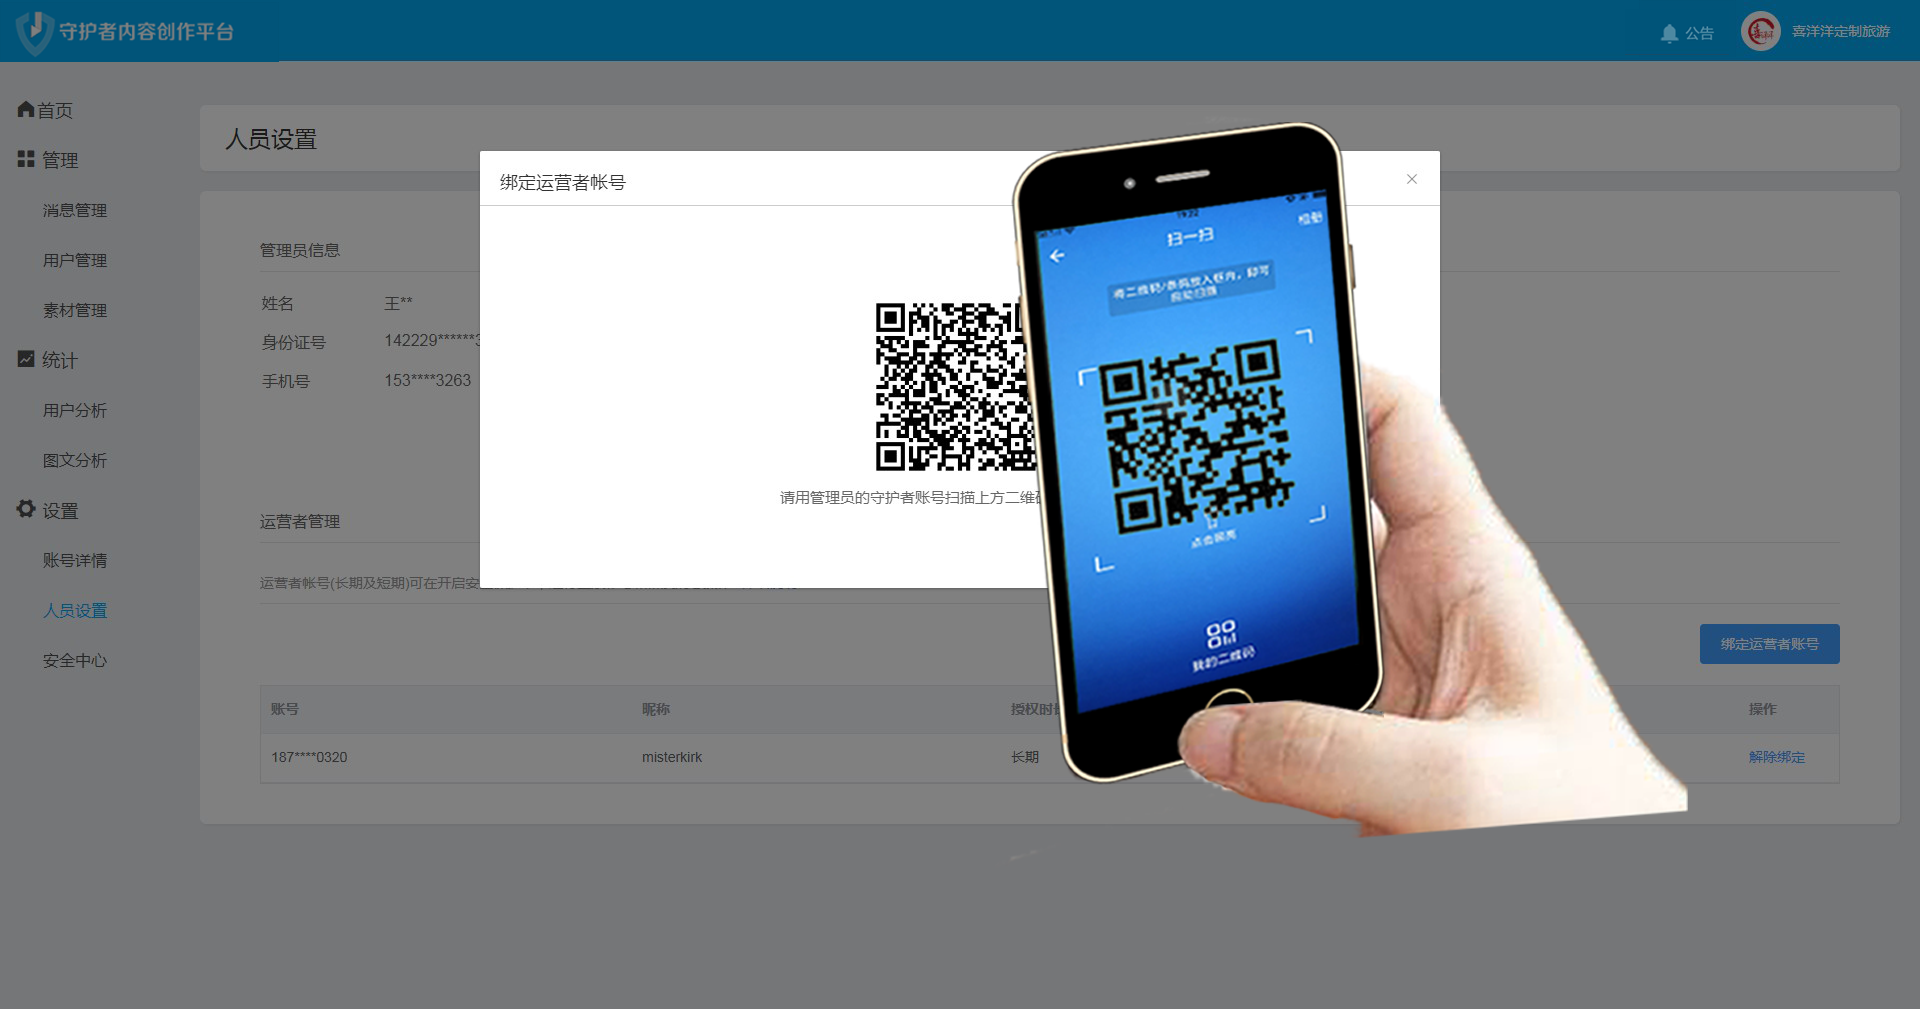 守护者内容创作平台
公告
喜洋洋定制旅游
首页
管理
消息管理
用户管理
素材管理
统计
用户分析
图文分析
设置
账号详情
人员设置
安全中心
人员设置
绑定运营者帐号
管理员信息
姓名 王**
身份证号 142229******3
手机号 153****3263
请用管理员的守护者账号扫描上方二维码
19:22
相册
扫一扫
将二维码/条码放入框内，即可
自动扫描
点击照亮
我的二维码
运营者管理
运营者帐号(长期及短期)可在开启安
绑定运营者账号
账号 昵称 授权时长 操作
187****0320 misterkirk 长期 解除绑定